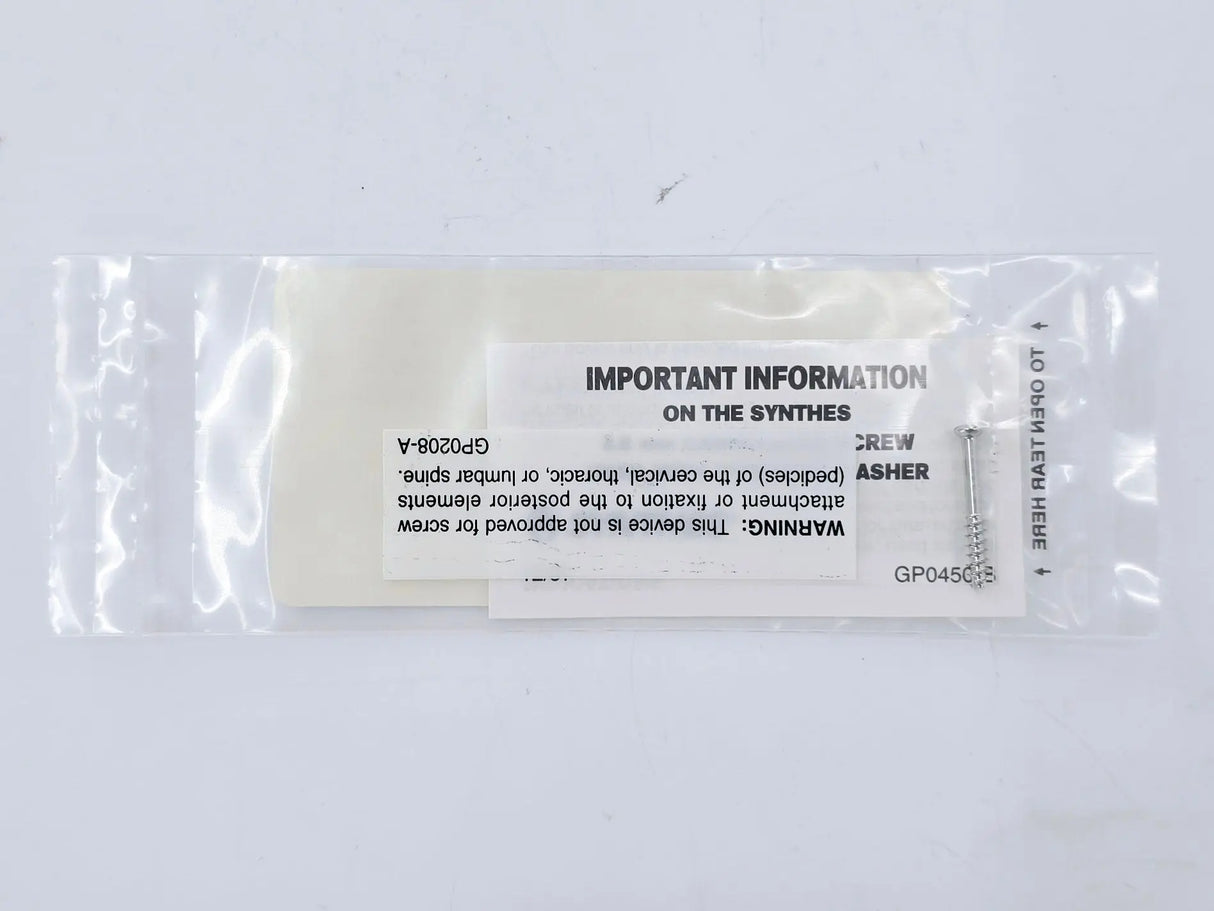 IMPORTANT INFORMATION
ON THE SYNTHES
CREW
ASHER
WARNING: This device is not approved for screw
attachment or fixation to the posterior elements
(pedicles) of the cervical, thoracic, or lumbar spine.
GP0208-A
TO OPEN TEAR HERE